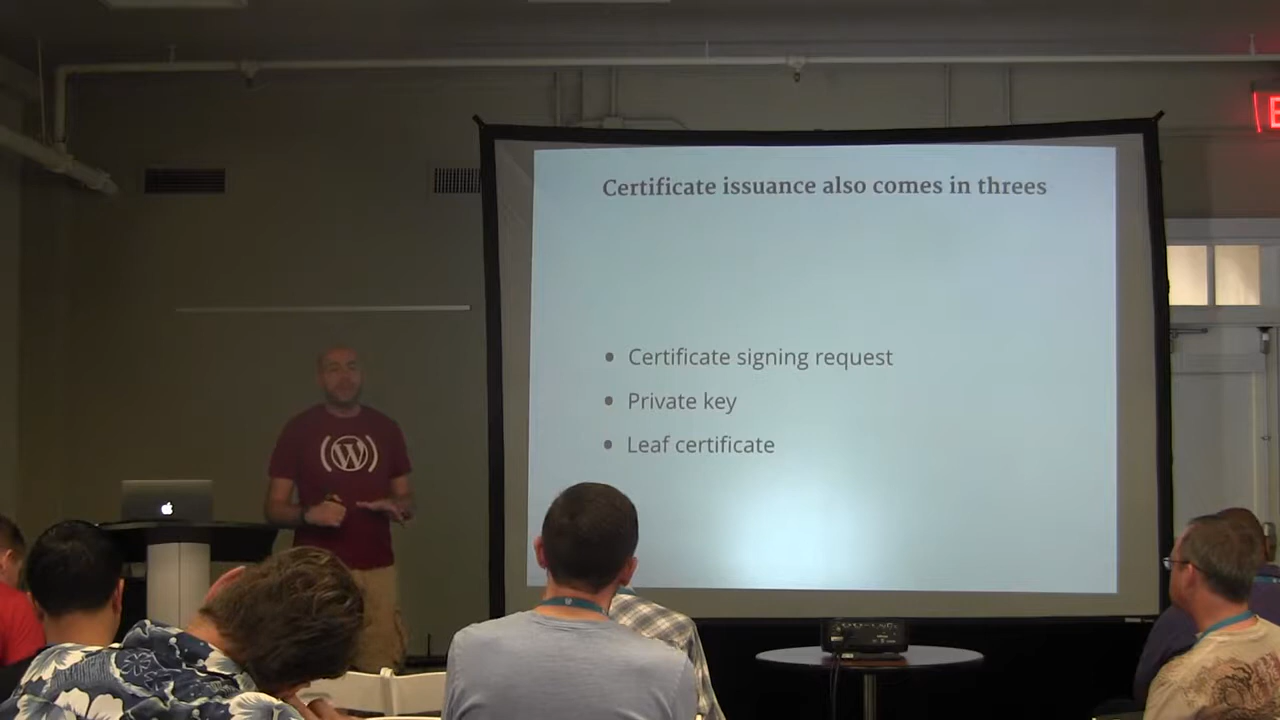 Certificate issuance also comes in threes
• Certificate signing request
• Private key
• Leaf certificate
(W)
E